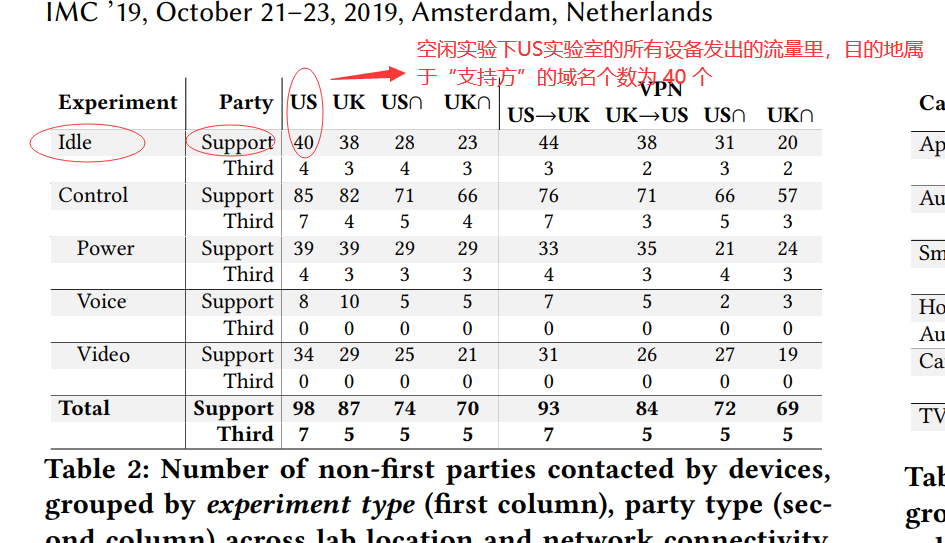 IMC ’19, October 21–23, 2019, Amsterdam, Netherlands
空闲实验下US实验室的所有设备发出的流量里，目的地属
于“支持方”的域名个数为 40 个
VPN
Experiment Party US UK US∩ UK∩ US→UK UK→US US∩ UK∩
Idle Support 40 38 28 23 44 38 31 20
Third 4 3 4 3 3 2 3 2
Control Support 85 82 71 66 76 71 66 57
Third 7 4 5 4 7 3 5 3
Power Support 39 39 29 29 33 35 21 24
Third 4 3 3 3 4 3 4 3
Voice Support 8 10 5 5 7 5 2 3
Third 0 0 0 0 0 0 0 0
Video Support 34 29 25 21 31 26 27 19
Third 0 0 0 0 0 0 0 0
Total Support 98 87 74 70 93 84 72 69
Third 7 5 5 5 7 5 5 5
Table 2: Number of non-first parties contacted by devices,
grouped by experiment type (first column), party type (sec-
ond column) across lab location and network connectivity.
Ca
Ap
Au
Sm
Ho
Au
Ca
TV
Tab
gro